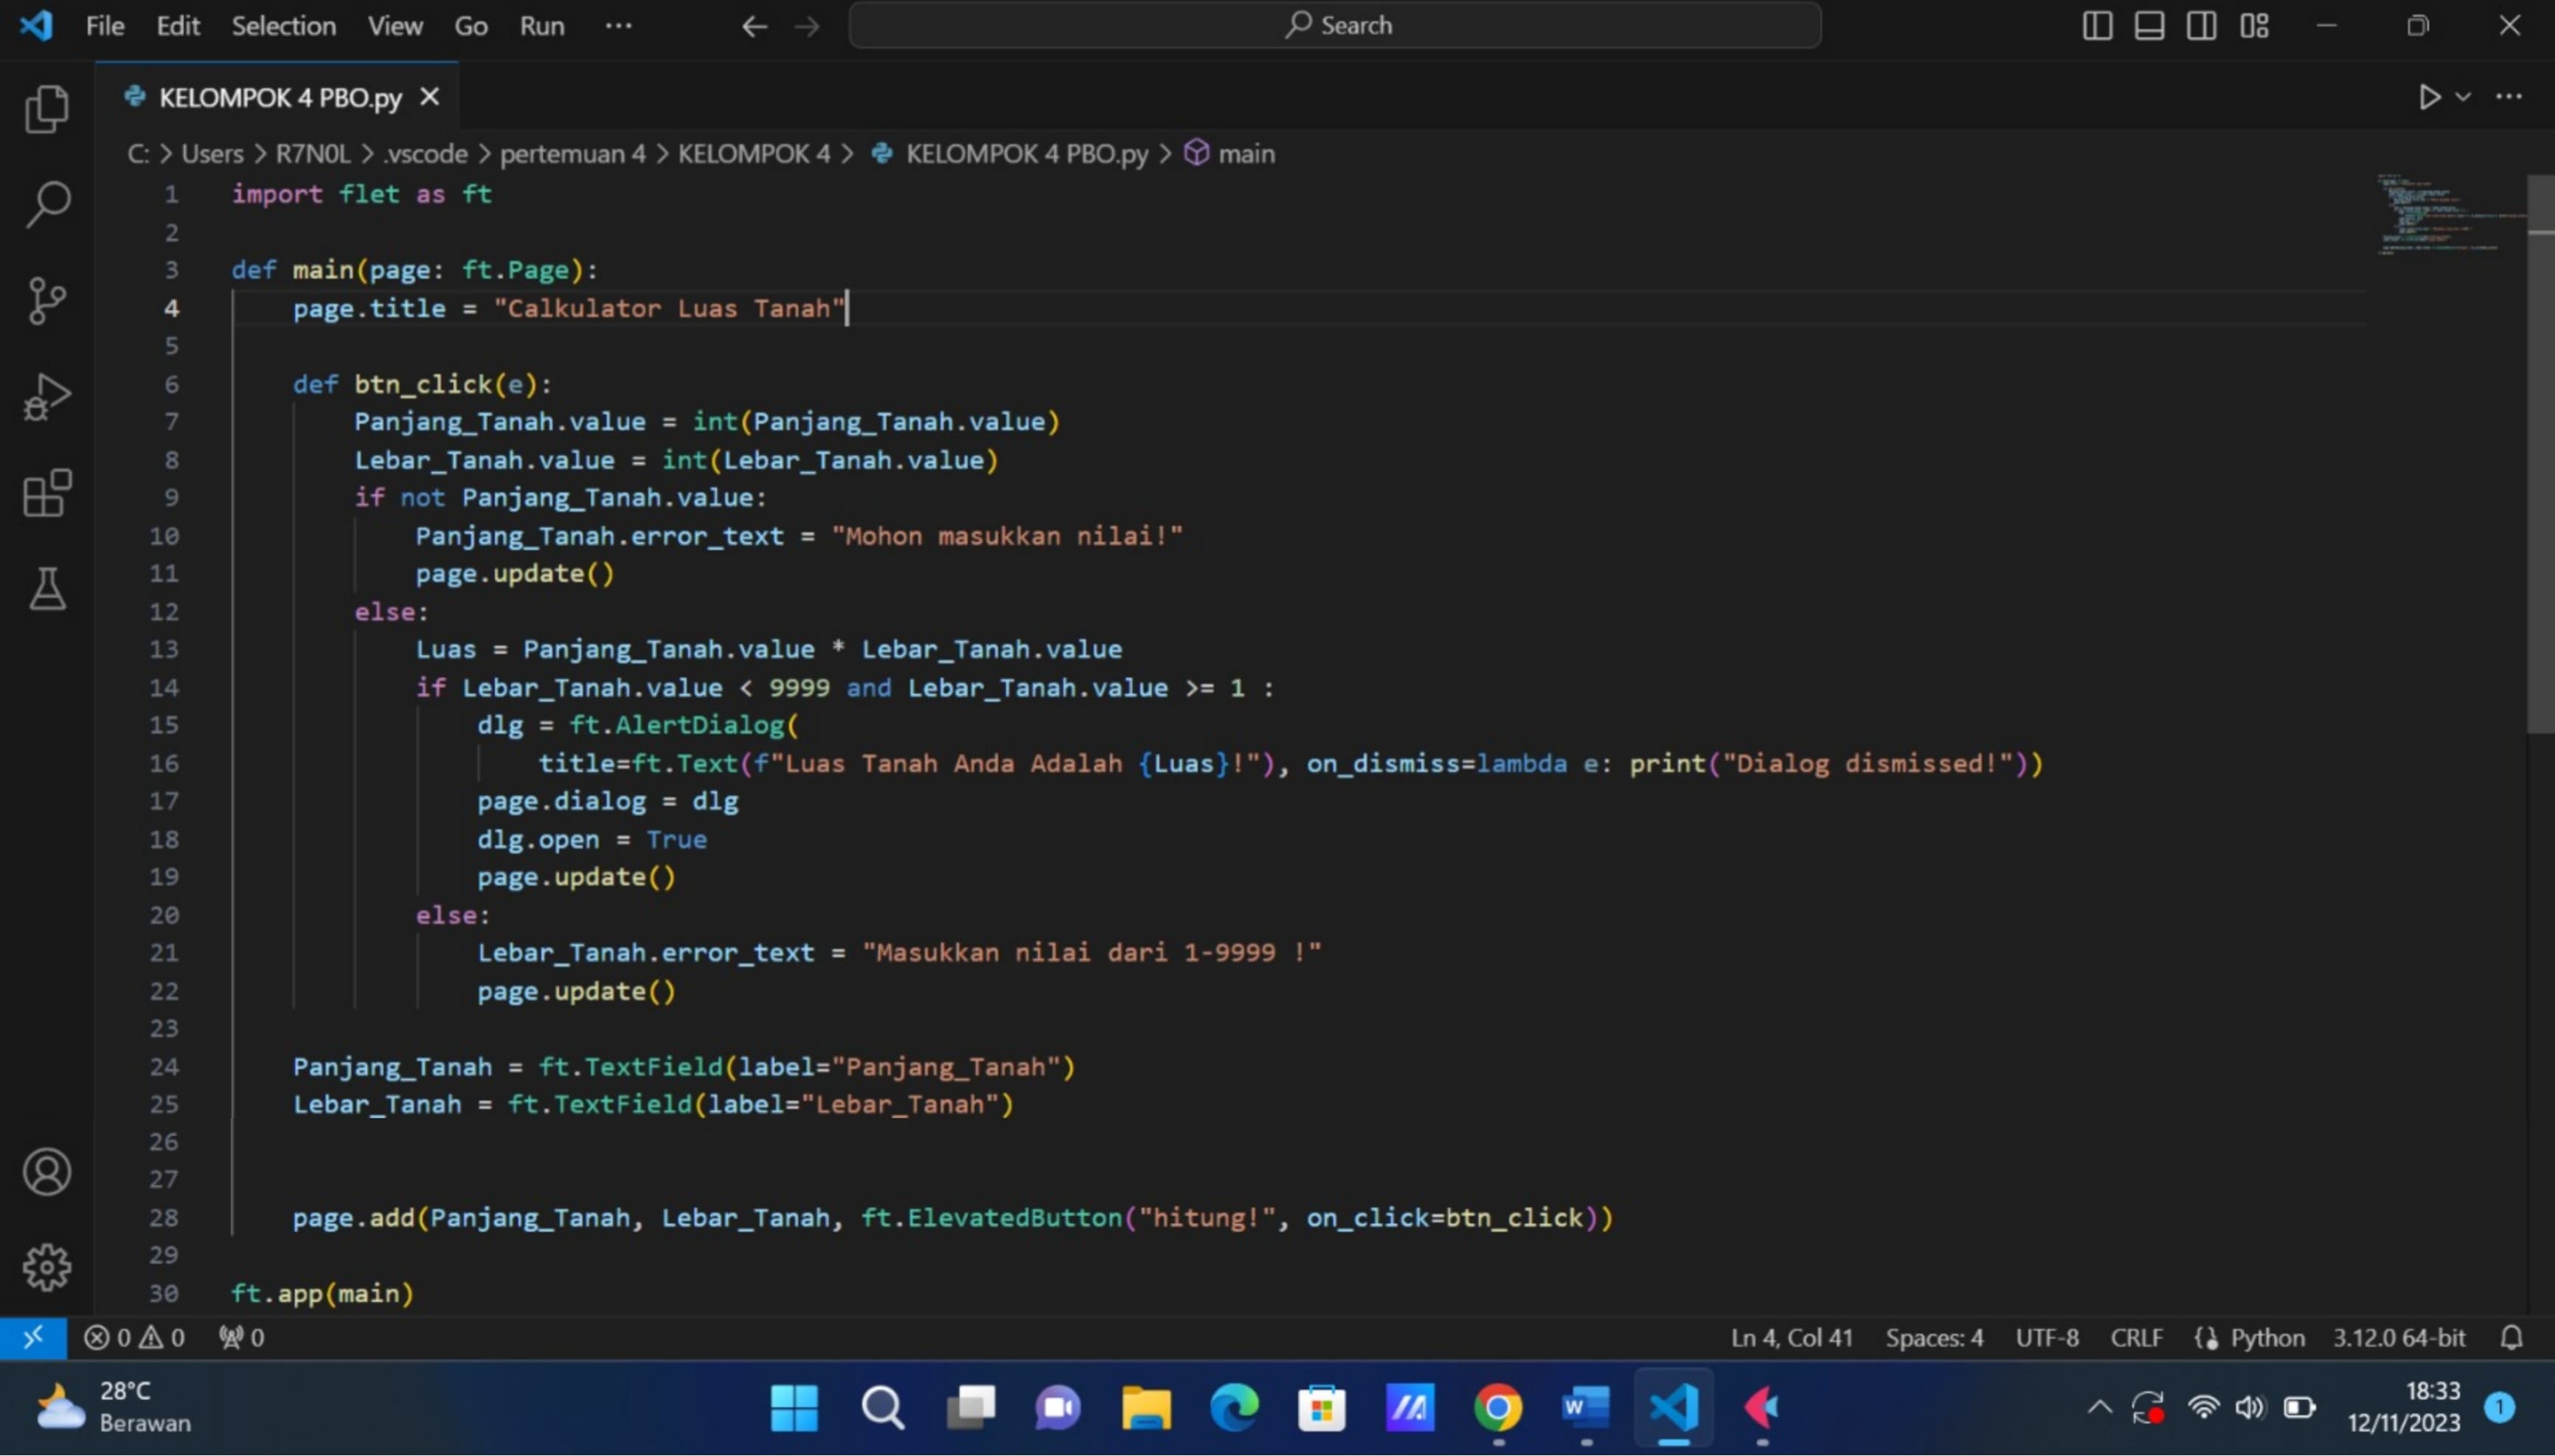 File Edit Selection View Go Run ··· Search
KELOMPOK 4 PBO.py
C: > Users > R7N0L > .vscode > pertemuan 4 > KELOMPOK 4 > KELOMPOK 4 PBO.py > main
1 import flet as ft
2
3 def main(page: ft.Page):
4     page.title = "Calkulator Luas Tanah"
5
6     def btn_click(e):
7         Panjang_Tanah.value = int(Panjang_Tanah.value)
8         Lebar_Tanah.value = int(Lebar_Tanah.value)
9         if not Panjang_Tanah.value:
10             Panjang_Tanah.error_text = "Mohon masukkan nilai!"
11             page.update()
12         else:
13             Luas = Panjang_Tanah.value * Lebar_Tanah.value
14             if Lebar_Tanah.value < 9999 and Lebar_Tanah.value >= 1 :
15                 dlg = ft.AlertDialog(
16                     title=ft.Text(f"Luas Tanah Anda Adalah {Luas}!"), on_dismiss=lambda e: print("Dialog dismissed!"))
17                 page.dialog = dlg
18                 dlg.open = True
19                 page.update()
20             else:
21                 Lebar_Tanah.error_text = "Masukkan nilai dari 1-9999 !"
22                 page.update()
23
24     Panjang_Tanah = ft.TextField(label="Panjang_Tanah")
25     Lebar_Tanah = ft.TextField(label="Lebar_Tanah")
26
27
28     page.add(Panjang_Tanah, Lebar_Tanah, ft.ElevatedButton("hitung!", on_click=btn_click))
29
30 ft.app(main)
0 0 0 Ln 4, Col 41 Spaces: 4 UTF-8 CRLF Python 3.12.0 64-bit
28°C
Berawan
W
18:33
12/11/2023
1